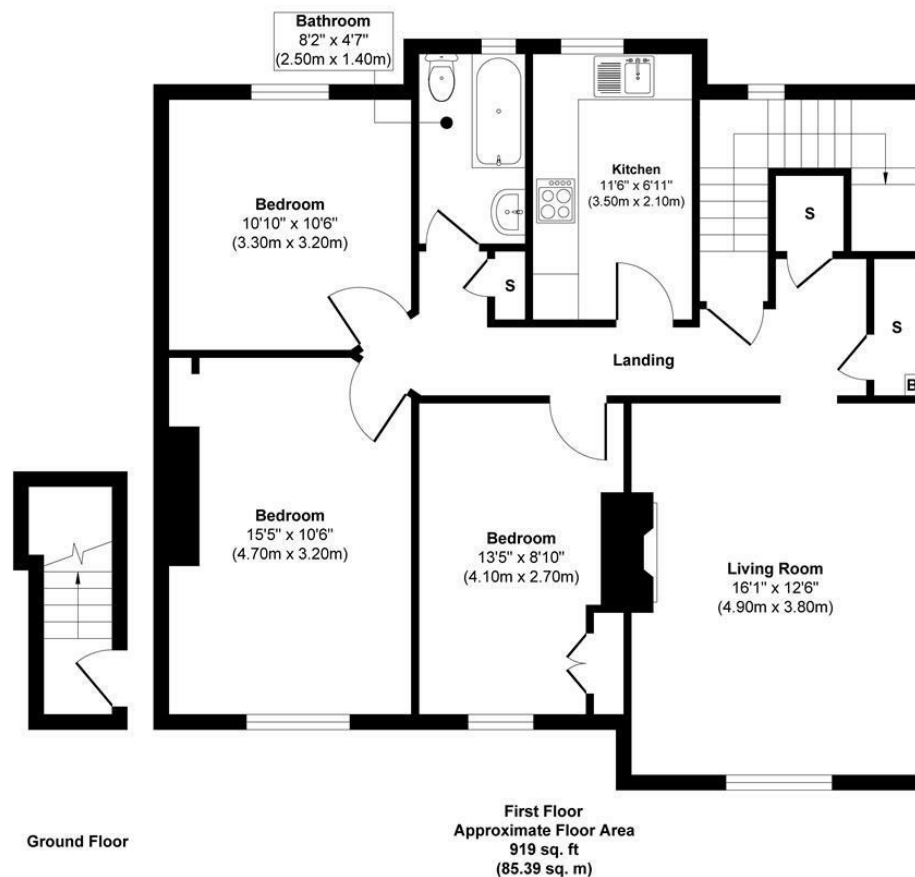 Bathroom
8'2" x 4'7"
(2.50m x 1.40m)
Bedroom
10'10" x 10'6"
(3.30m x 3.20m)
Kitchen
11'6" x 6'11"
(3.50m x 2.10m)
S
S
S
B
Landing
Bedroom
15'5" x 10'6"
(4.70m x 3.20m)
Bedroom
13'5" x 8'10"
(4.10m x 2.70m)
Living Room
16'1" x 12'6"
(4.90m x 3.80m)
Ground Floor
First Floor
Approximate Floor Area
919 sq. ft
(85.39 sq. m)